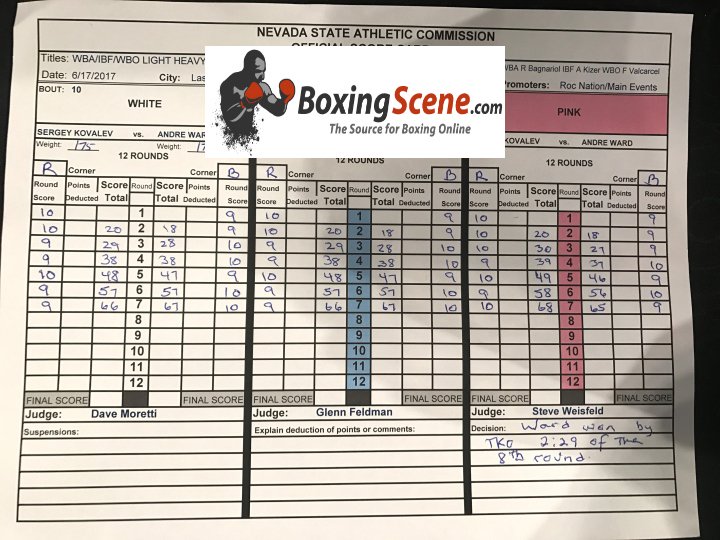 NEVADA STATE ATHLETIC COMMISSION
Titles: WBA/IBF/WBO LIGHT HEAVY
WBA R Bagnariol IBF A Kizer WBO F Valcarcel
Date: 6/17/2017 City: Las
Promoters: Roc Nation/Main Events
BoxingScene.com
The Source for Boxing Online
BOUT: 10
WHITE PINK
SERGEY KOVALEV vs. ANDRE WAR
KOVALEV vs. ANDRE WARD
Weight: 175 Weight:
12 ROUNDS 12 ROUNDS 12 ROUNDS
R Corner Corner B R Corner Corner B R Corner Corner B
Round Points Score Round Score Points Round Round Points Score Round Score Points Round Round Points Score Round Score Points Round
Score Deducted Total Total Deducted Score Score Deducted Total Total Deducted Score Score Deducted Total Total Deducted Score
10 1 9 10 1 9 10 1 9
10 20 2 18 9 10 20 2 18 9 10 20 2 18 9
9 29 3 28 10 9 29 3 28 10 10 30 3 27 9
9 38 4 38 10 9 38 4 38 10 9 39 4 37 10
10 48 5 47 9 10 48 5 47 9 10 49 5 46 9
9 57 6 57 10 9 57 6 57 10 9 58 6 56 10
9 66 7 67 10 9 66 7 67 10 10 68 7 65 9
8 8 8
9 9 9
10 10 10
11 11 11
12 12 12
FINAL SCORE FINAL SCORE FINAL SCORE FINAL SCORE FINAL SCORE FINAL SCORE
Judge: Dave Moretti Judge: Glenn Feldman Judge: Steve Weisfeld
Suspensions: Explain deduction of points or comments: Decision: Ward won by
TKO 2:29 of the
8th round.